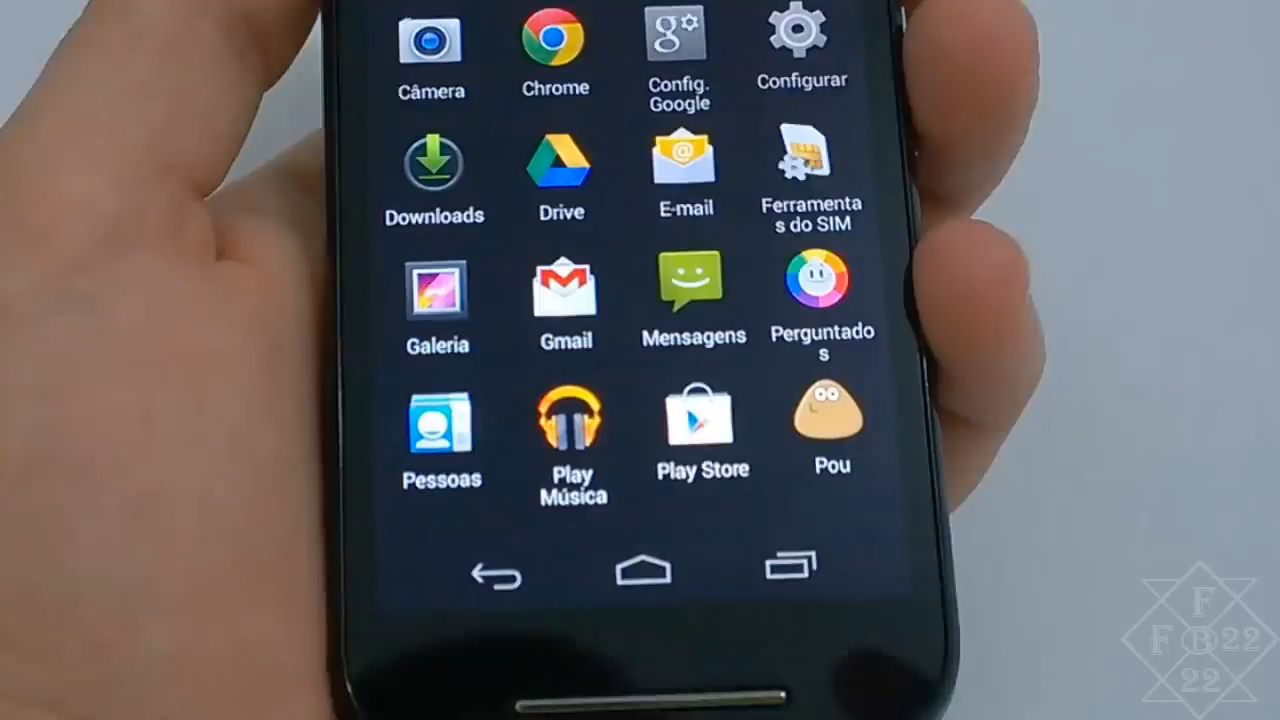 Câmera
Chrome
Config.
Google
Configurar
Downloads
Drive
E-mail
Ferramenta
s do SIM
Galeria
Gmail
Mensagens
Perguntado
s
Pessoas
Play
Música
Play Store
Pou
F
F B 22
22